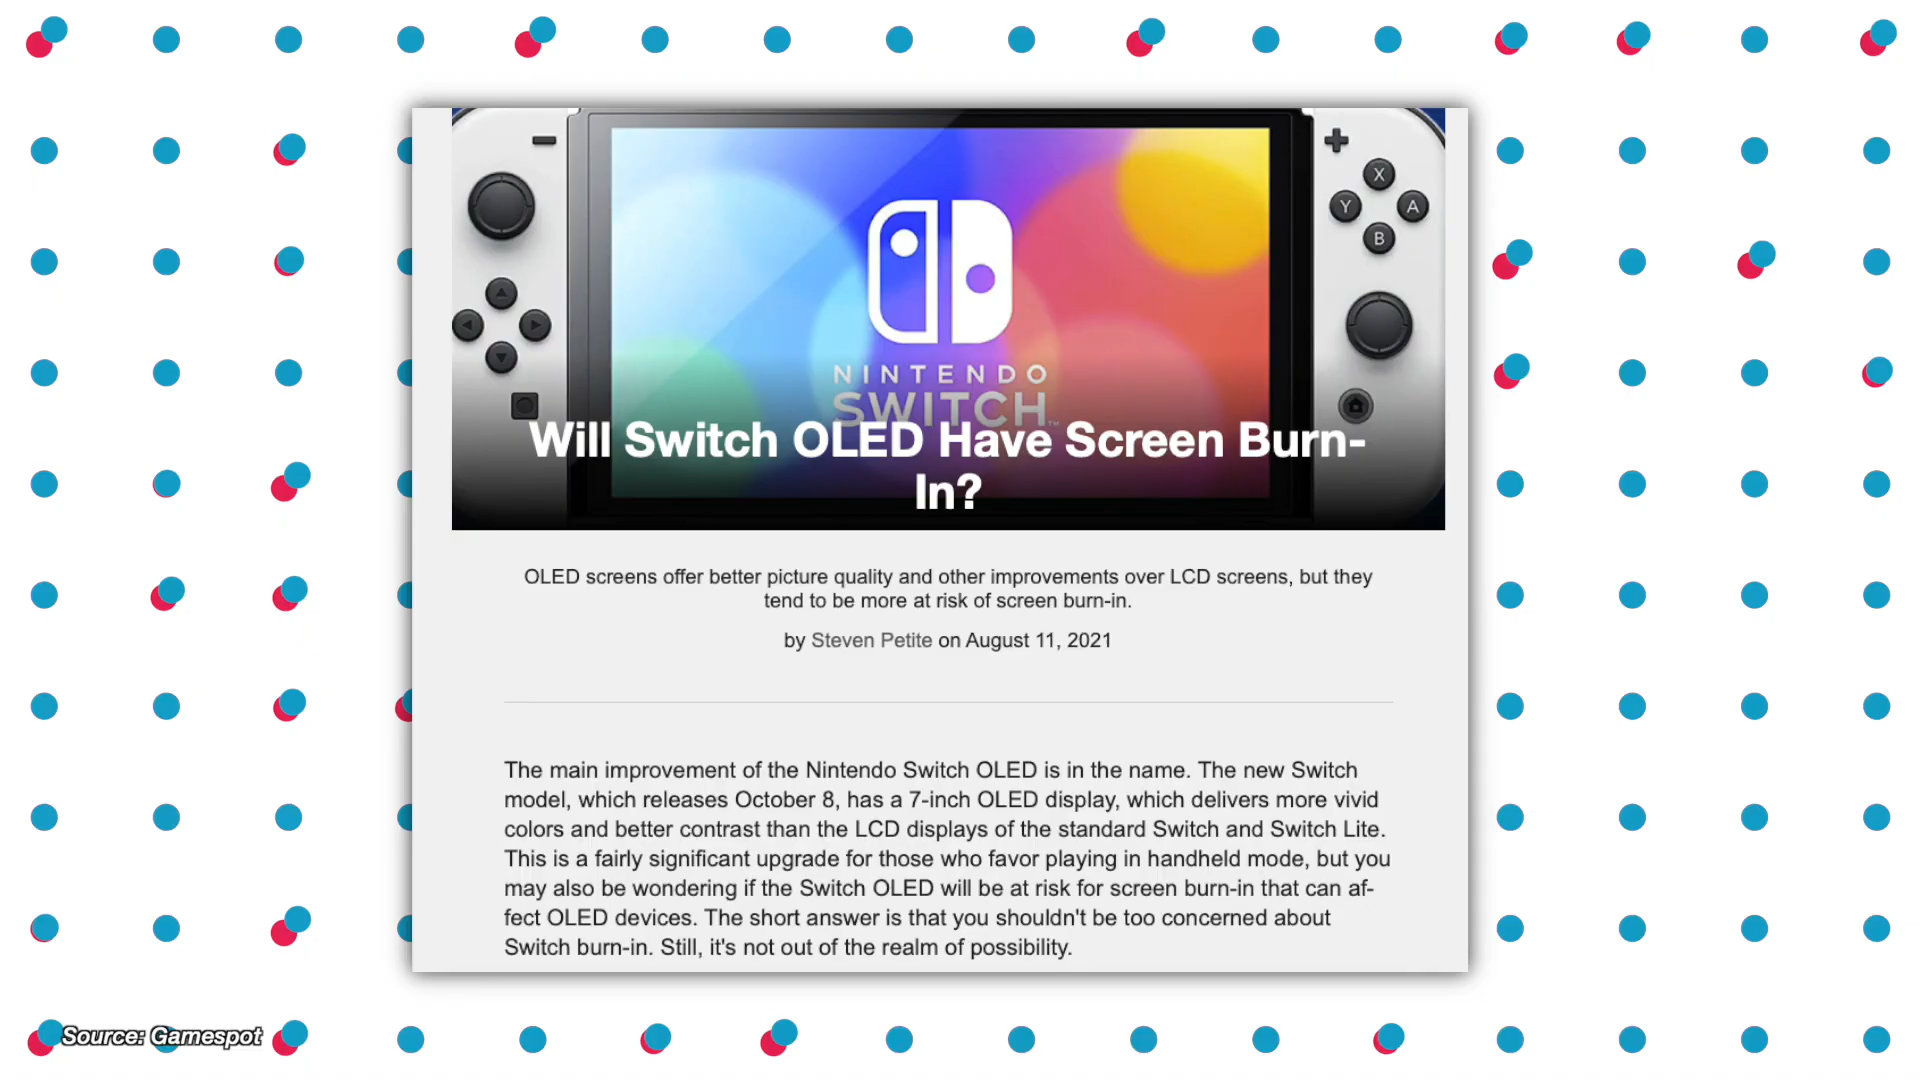 X
Y
A
B
NINTENDO
SWITCH
Will Switch OLED Have Screen Burn-
In?
OLED screens offer better picture quality and other improvements over LCD screens, but they
tend to be more at risk of screen burn-in.
by Steven Petite on August 11, 2021
The main improvement of the Nintendo Switch OLED is in the name. The new Switch
model, which releases October 8, has a 7-inch OLED display, which delivers more vivid
colors and better contrast than the LCD displays of the standard Switch and Switch Lite.
This is a fairly significant upgrade for those who favor playing in handheld mode, but you
may also be wondering if the Switch OLED will be at risk for screen burn-in that can af-
fect OLED devices. The short answer is that you shouldn't be too concerned about
Switch burn-in. Still, it's not out of the realm of possibility.
Source: Gamespot